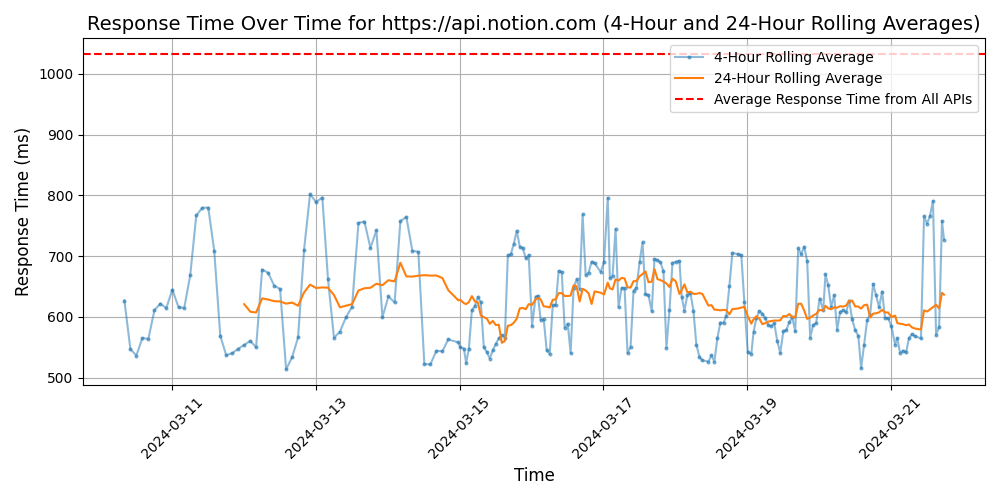 Response Time Over Time for https://api.notion.com (4-Hour and 24-Hour Rolling Averages)
4-Hour Rolling Average
24-Hour Rolling Average
Average Response Time from All APIs
Response Time (ms)
1000
900
800
700
600
500
2024-03-11
2024-03-13
2024-03-15
2024-03-17
2024-03-19
2024-03-21
Time